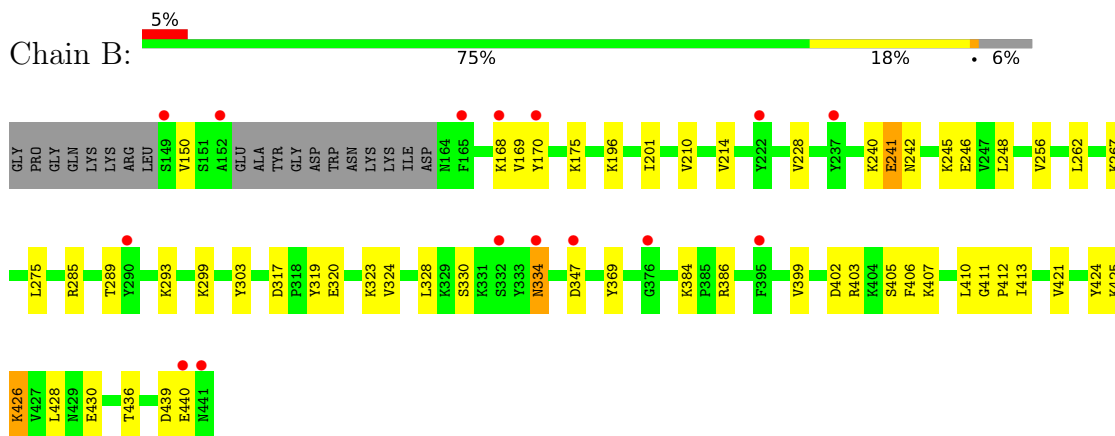 5%
Chain B:
75% 18% • 6%
GLY PRO GLY GLN LYS LYS ARG LEU S149 V150 S151 A152 GLU ALA TYR GLY ASP TRP ASN LYS LYS ILE ASP N164 F165 K168 V169 Y170 K175 K196 I201 V210 V214 Y222 V228 Y237 K240 E241 N242 K245 E246 V247 L248 V256 L262 K267
L275 R285 T289 Y290 K293 K299 Y303 D317 P318 Y319 E320 K323 V324 L328 K329 S330 K331 S332 Y333 N334 D347 Y369 G376 K384 P385 R386 F395 V399 D402 R403 K404 S405 F406 K407 L410 G411 P412 I413 V421 Y424 K425
K426 V427 L428 N429 E430 T436 D439 E440 N441